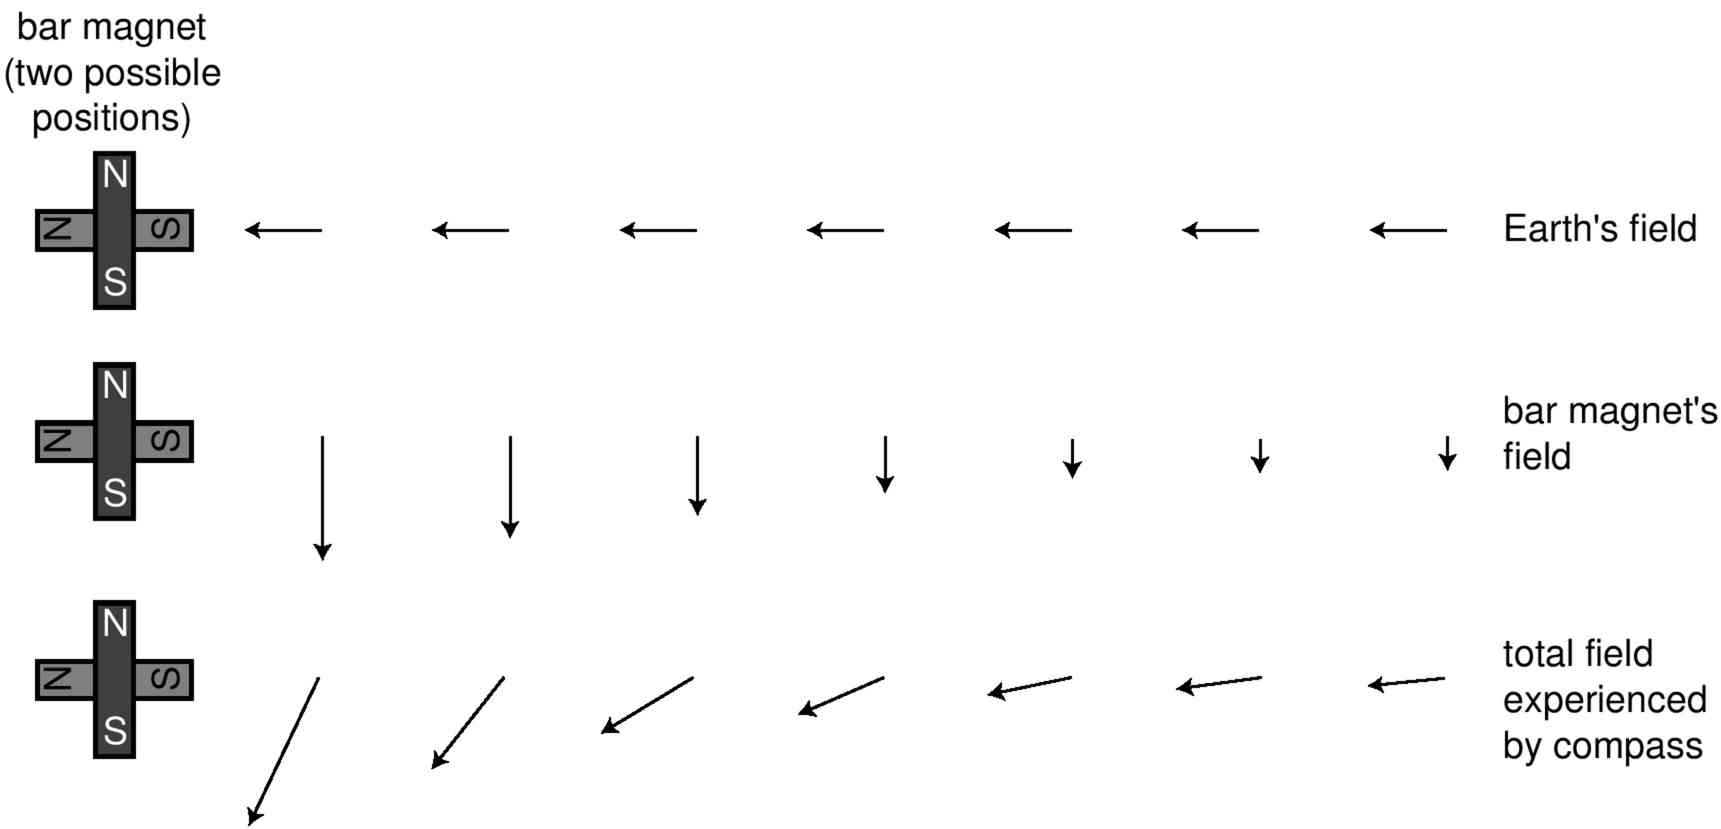 bar magnet
(two possible
positions)
N
N
S
S
Earth's field
N
N
S
S
bar magnet's
field
N
N
S
S
total field
experienced
by compass